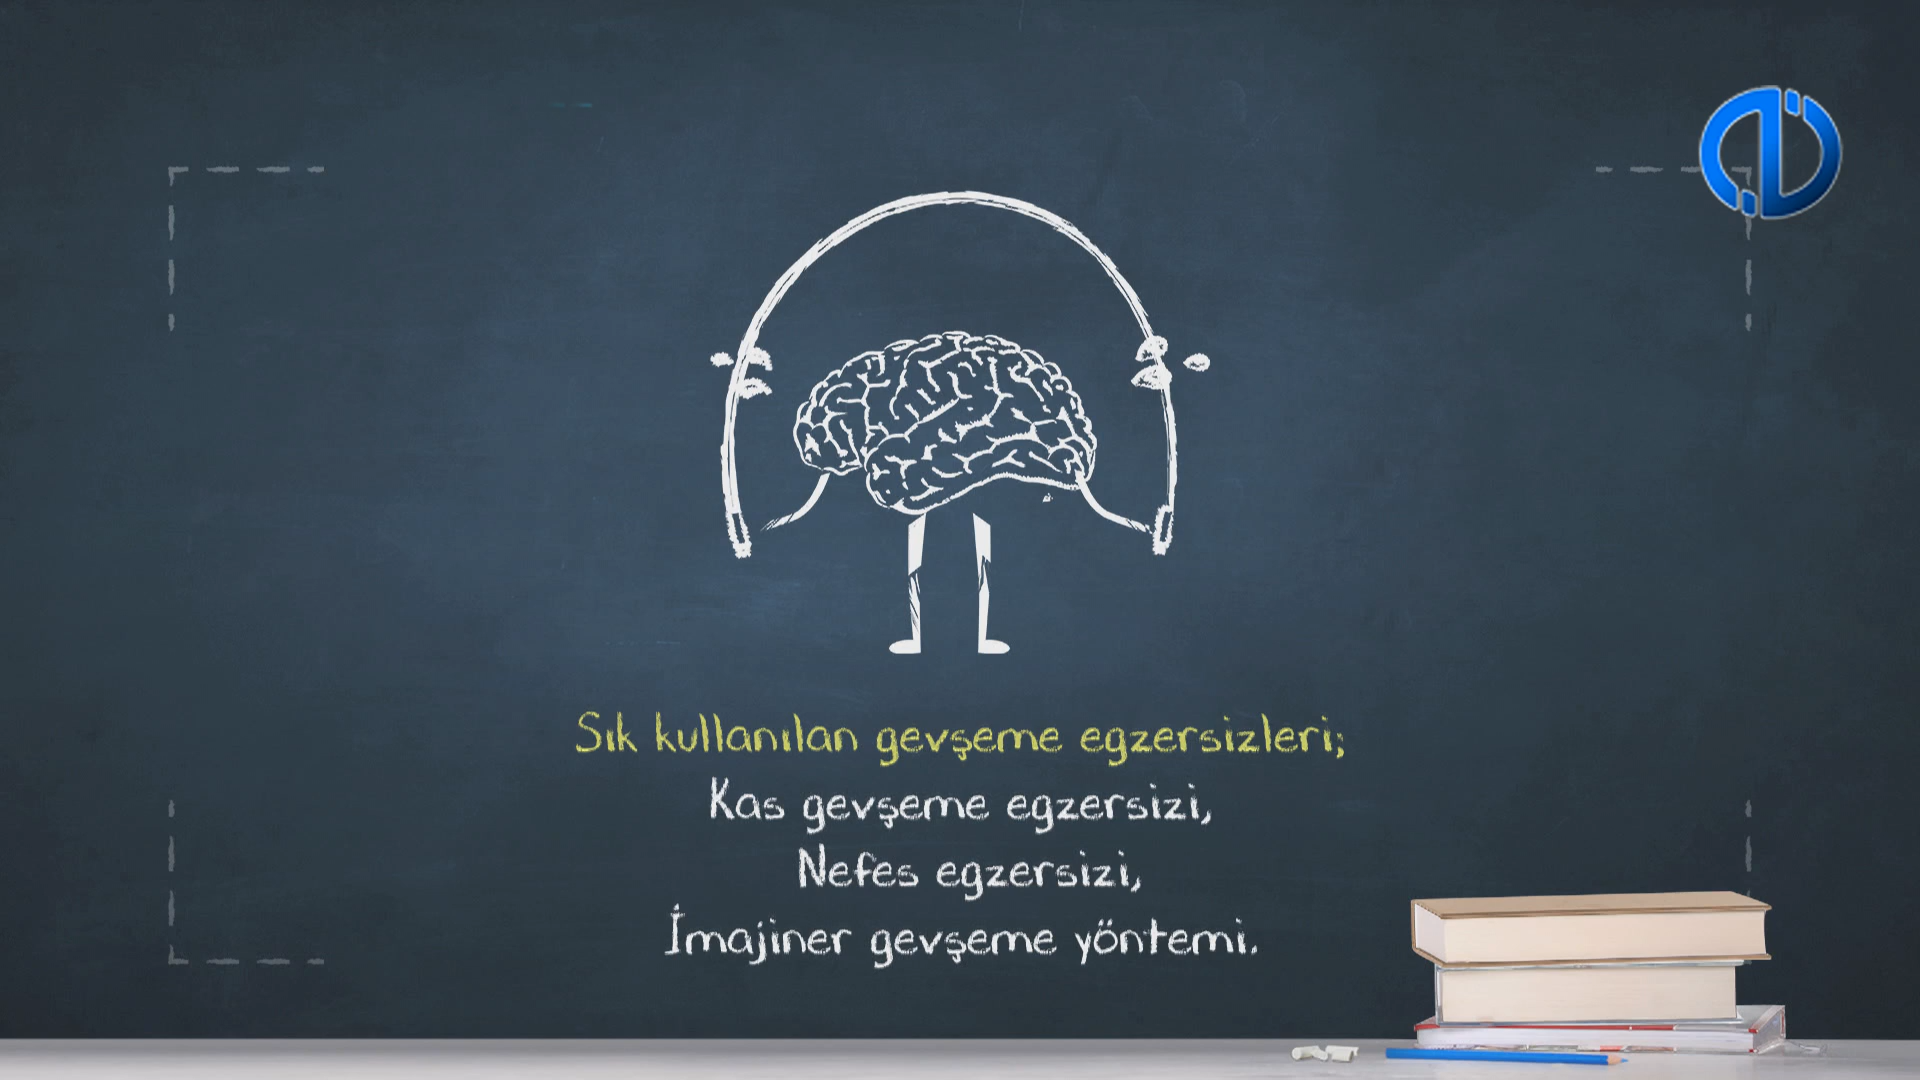 Sık kullanılan gevşeme egzersizleri;
Kas gevşeme egzersizi,
Nefes egzersizi,
İmajiner gevşeme yöntemi.